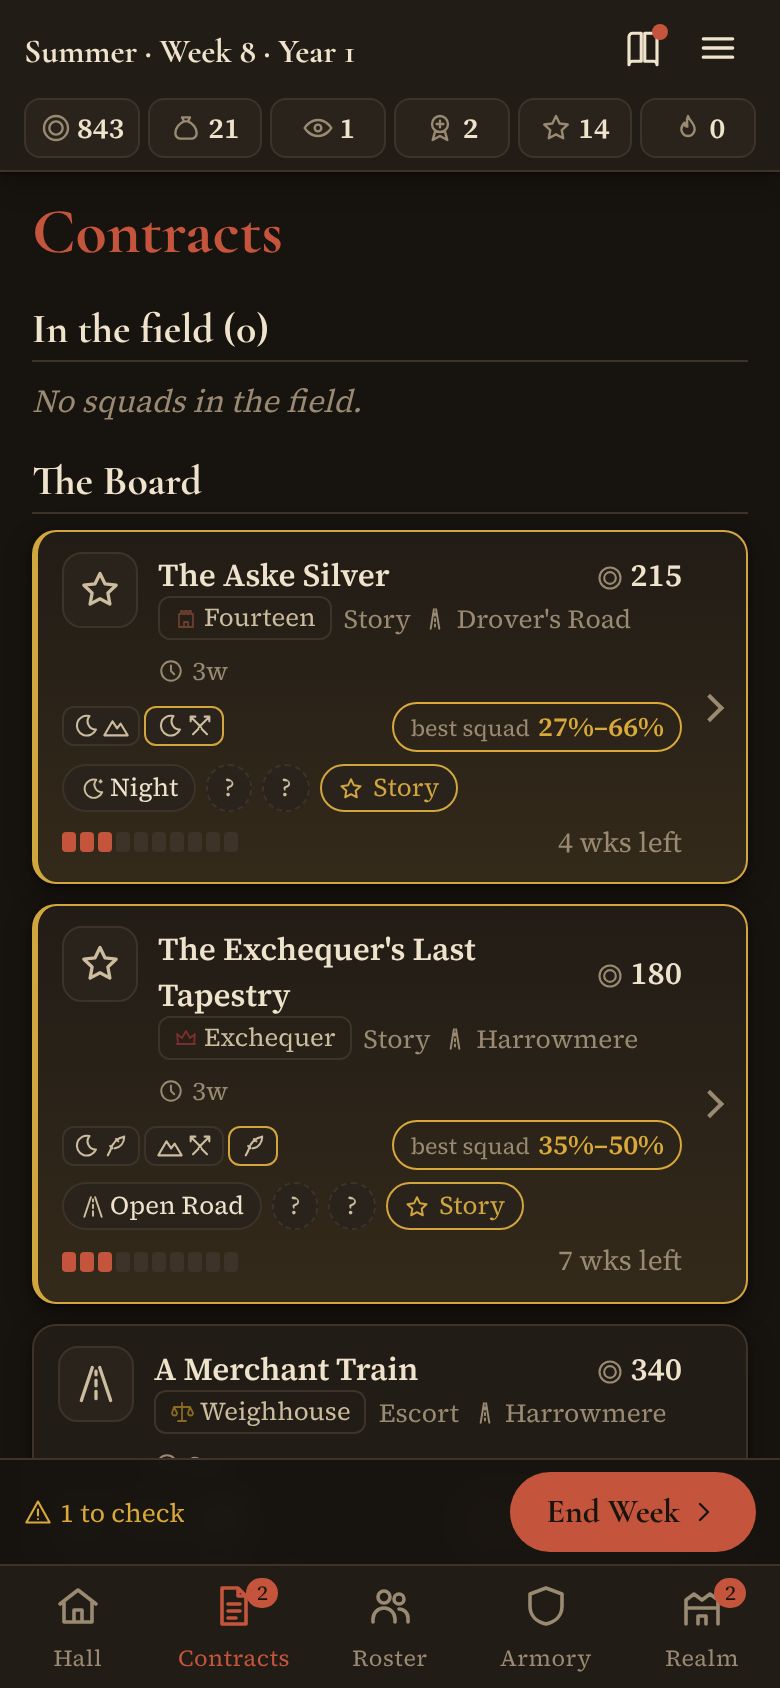 Summer · Week 8 · Year 1
843 21 1 2 14 0
Contracts
In the field (0)
No squads in the field.
The Board
The Aske Silver 215
Fourteen Story Drover's Road
3w
best squad 27%–66%
Night ? ? Story
4 wks left
The Exchequer's Last
Tapestry
180
Exchequer Story Harrowmere
3w
best squad 35%–50%
Open Road ? ? Story
7 wks left
A Merchant Train 340
Weighhouse Escort Harrowmere
1 to check
End Week
2 2
Hall Contracts Roster Armory Realm